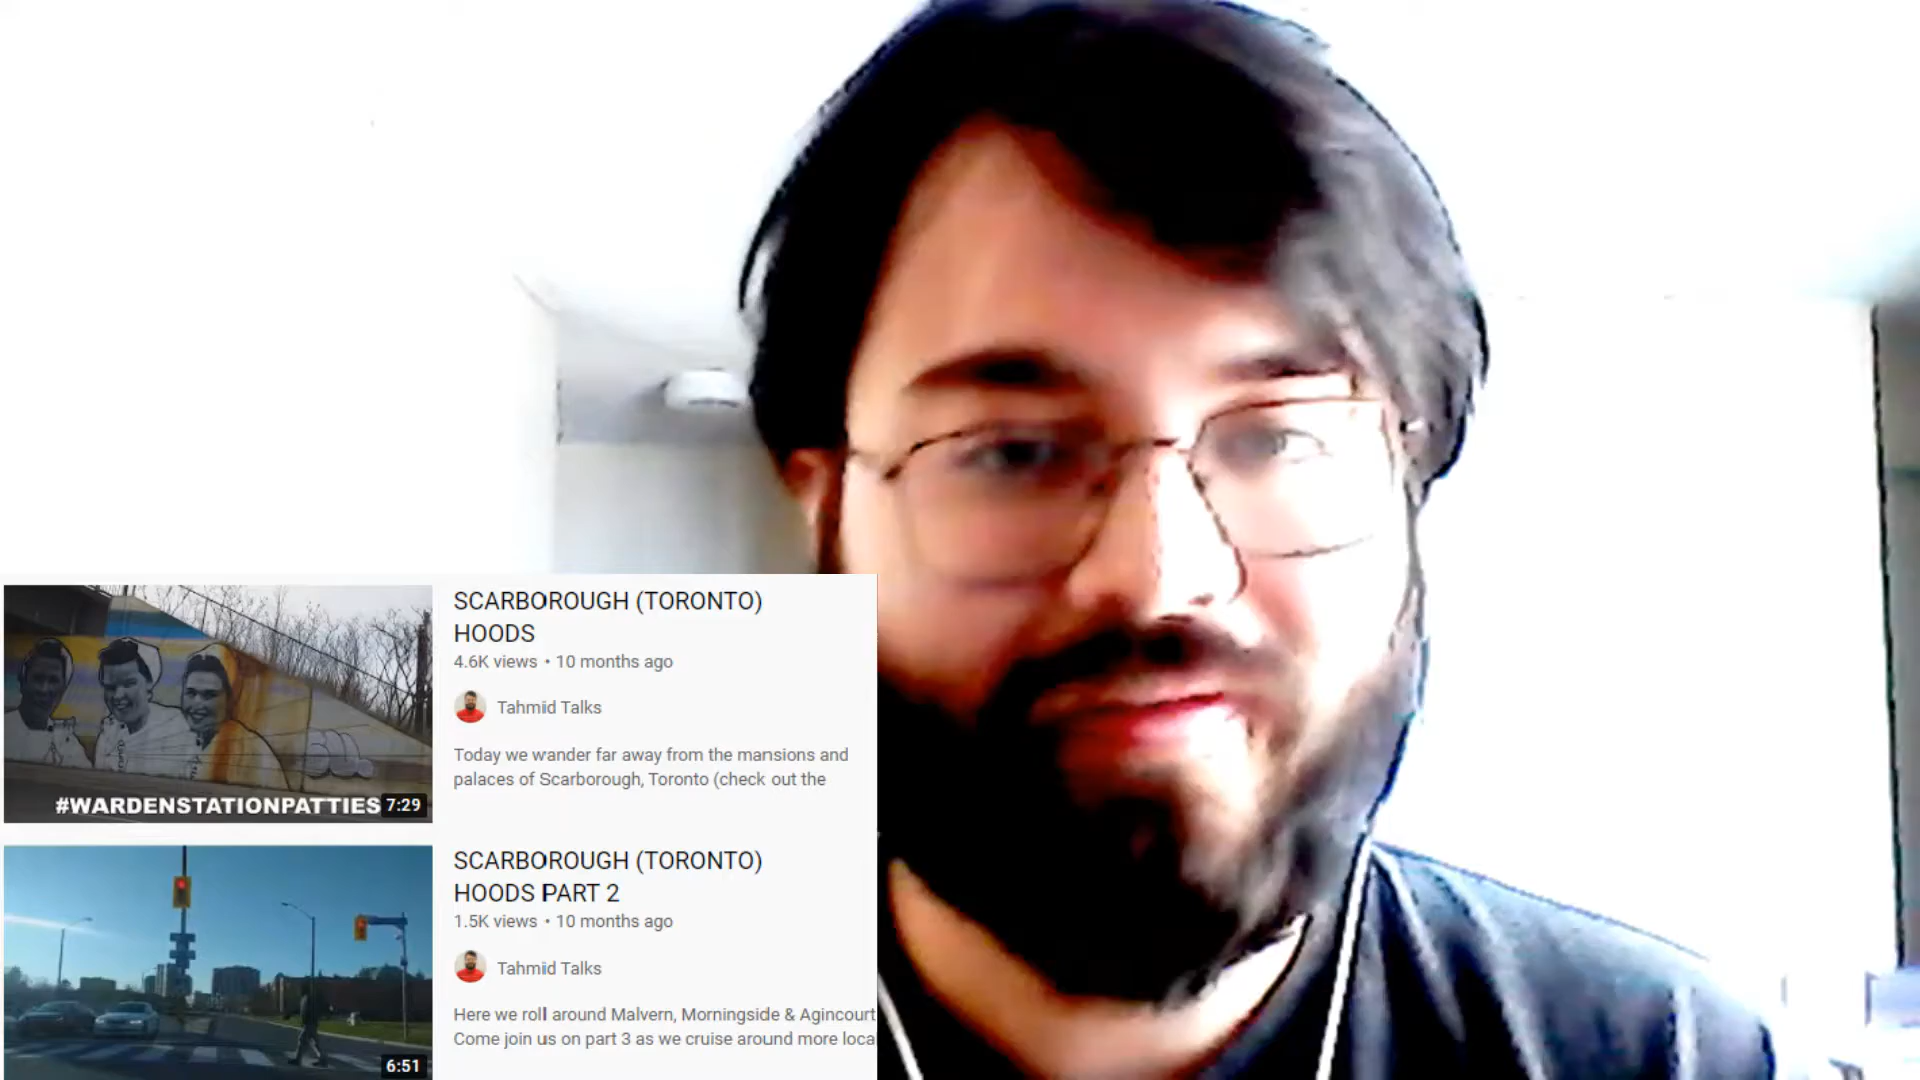 SCARBOROUGH (TORONTO)
HOODS
4.6K views • 10 months ago
Tahmid Talks
Today we wander far away from the mansions and
palaces of Scarborough, Toronto (check out the
#WARDENSTATIONPATTIES 7:29
SCARBOROUGH (TORONTO)
HOODS PART 2
1.5K views • 10 months ago
Tahmid Talks
Here we roll around Malvern, Morningside & Agincourt
Come join us on part 3 as we cruise around more loca
6:51